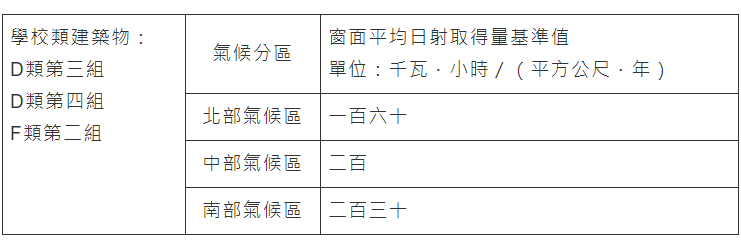 學校類建築物：
D類第三組
D類第四組
F類第二組
氣候分區
窗面平均日射取得量基準值
單位：千瓦．小時／（平方公尺．年）
北部氣候區
一百六十
中部氣候區
二百
南部氣候區
二百三十